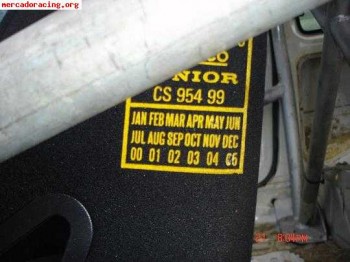 www.mercadoracing.org
NIOR
CS 954 99
JAN FEB MAR APR MAY JUN
JUL AUG SEP OCT NOV DEC
00 01 02 03 04